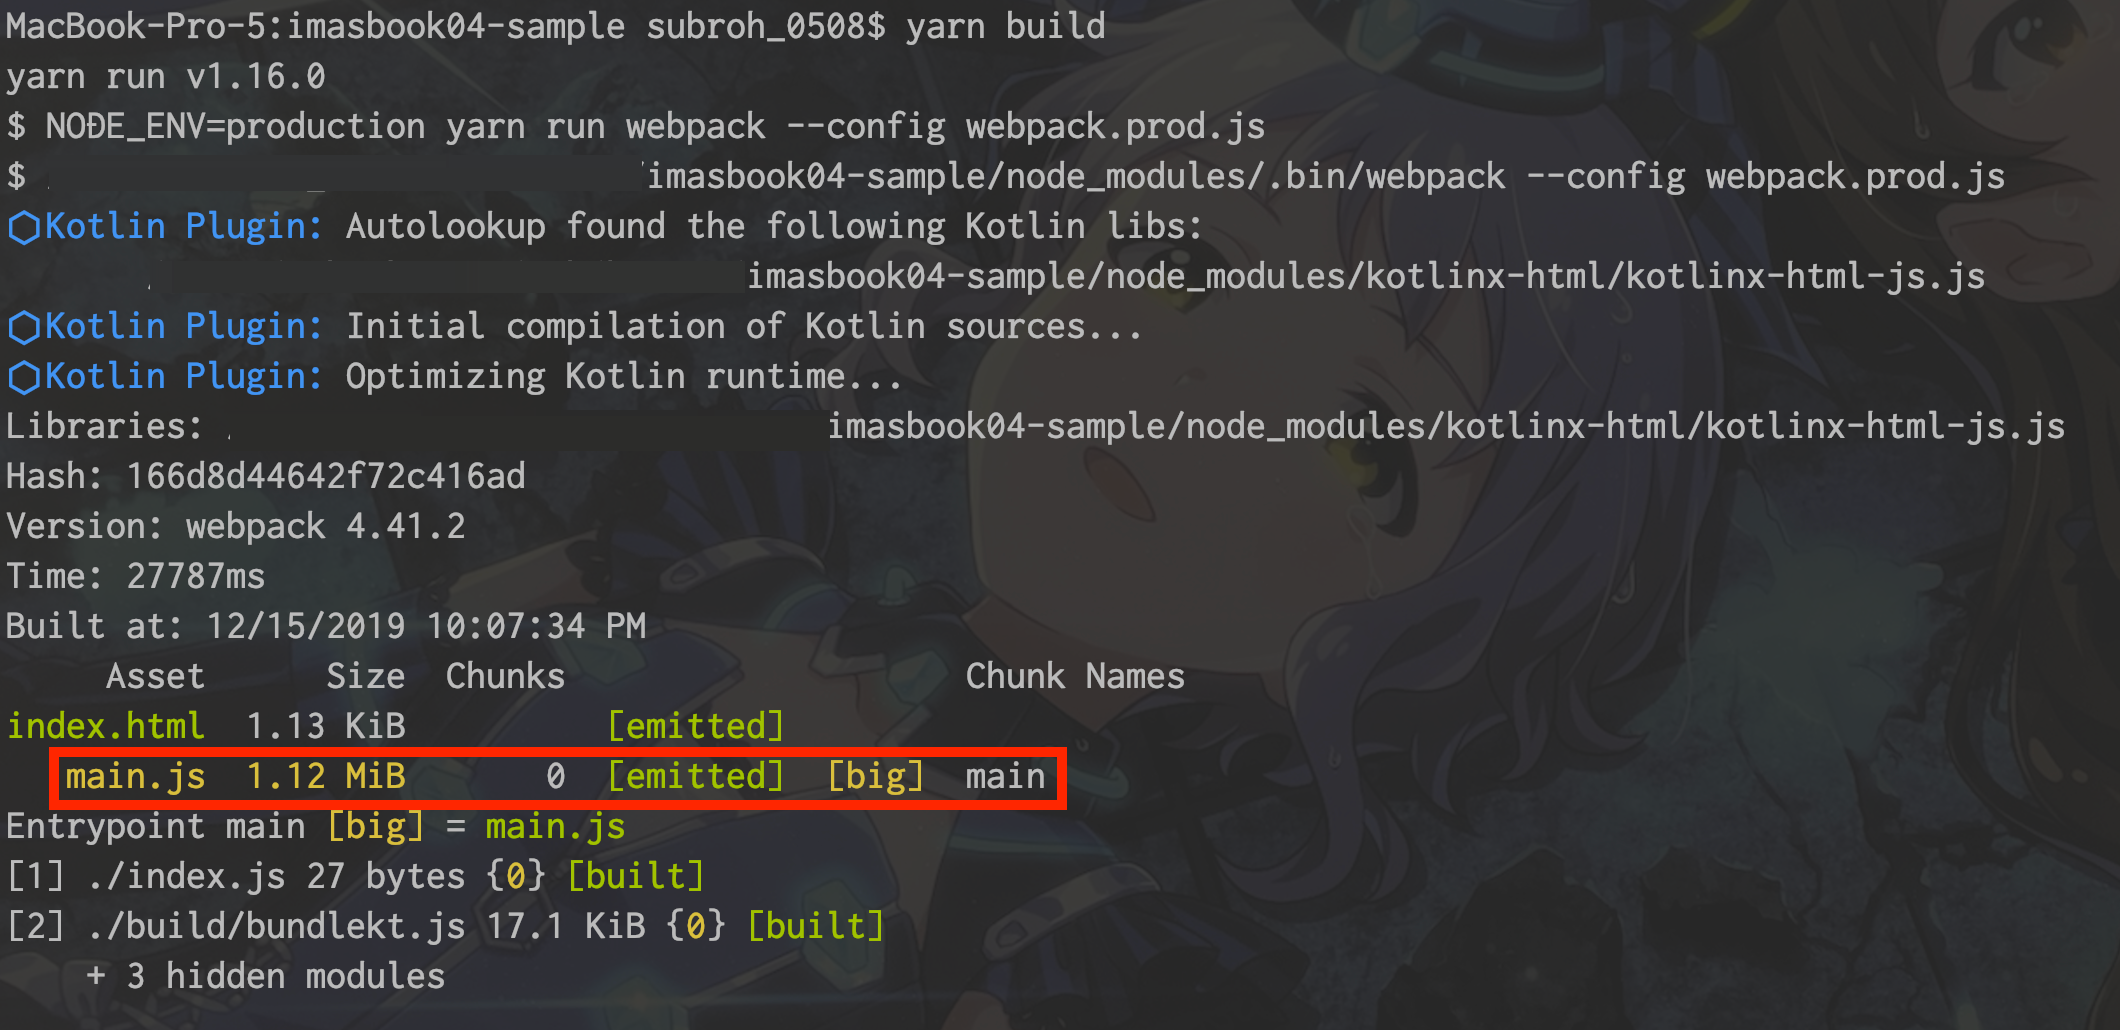 MacBook-Pro-5:imasbook04-sample subroh_0508$ yarn build
yarn run v1.16.0
$ NODE_ENV=production yarn run webpack --config webpack.prod.js
$ /imasbook04-sample/node_modules/.bin/webpack --config webpack.prod.js
Kotlin Plugin: Autolookup found the following Kotlin libs:
imasbook04-sample/node_modules/kotlinx-html/kotlinx-html-js.js
Kotlin Plugin: Initial compilation of Kotlin sources...
Kotlin Plugin: Optimizing Kotlin runtime...
Libraries: imasbook04-sample/node_modules/kotlinx-html/kotlinx-html-js.js
Hash: 166d8d44642f72c416ad
Version: webpack 4.41.2
Time: 27787ms
Built at: 12/15/2019 10:07:34 PM
Asset Size Chunks Chunk Names
index.html 1.13 KiB [emitted]
main.js 1.12 MiB 0 [emitted] [big] main
Entrypoint main [big] = main.js
[1] ./index.js 27 bytes {0} [built]
[2] ./build/bundlekt.js 17.1 KiB {0} [built]
+ 3 hidden modules